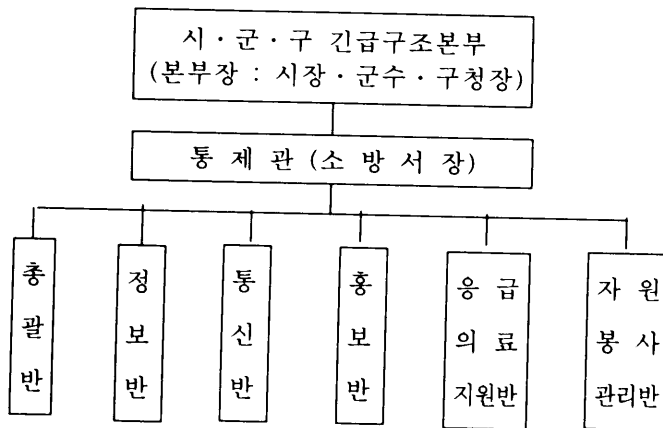 시·군·구 긴급구조본부
(본부장 : 시장·군수·구청장)
통 제 관 (소 방 서 장)
총괄반
정보반
통신반
홍보반
응 급
의 료
지원반
자 원
봉 사
관리반